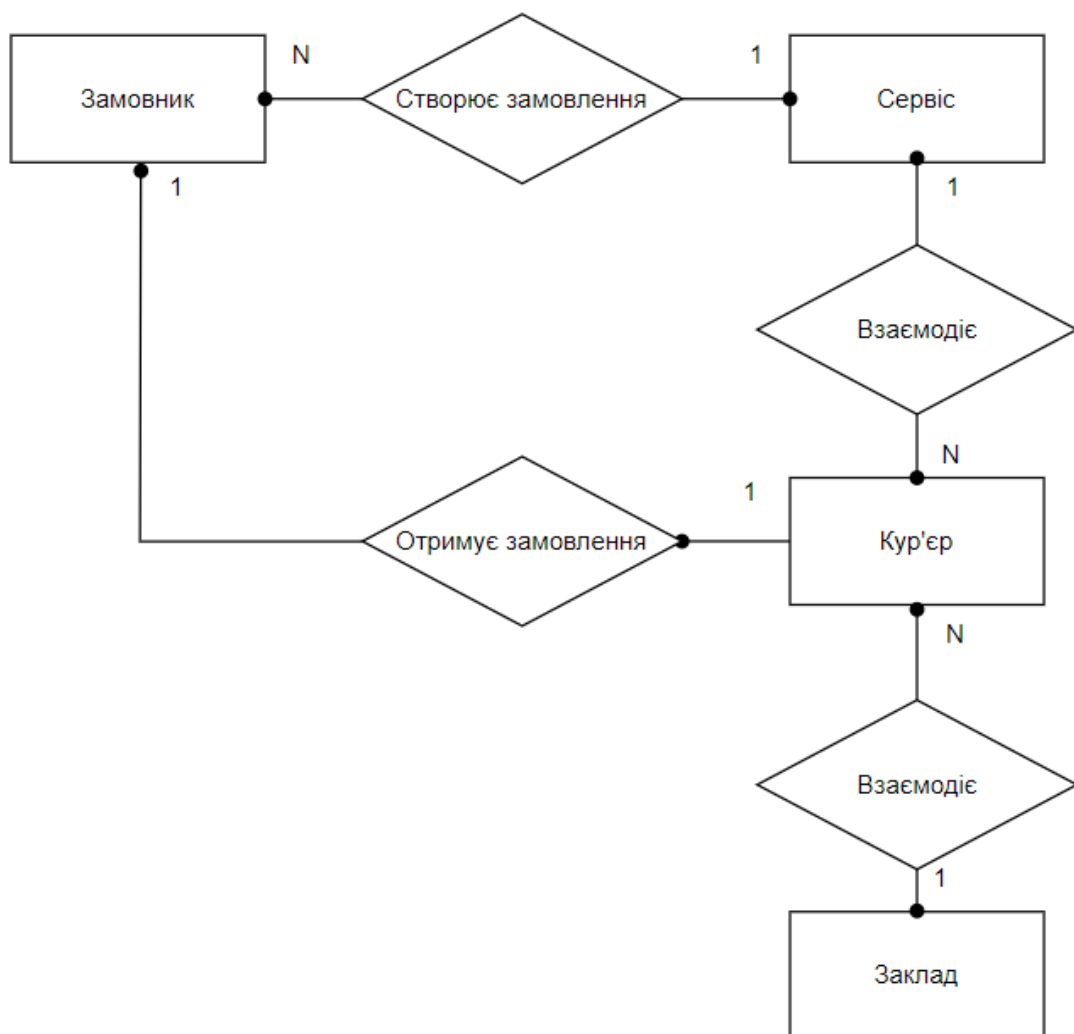 N
1
Замовник
Створює замовлення
Сервіс
1
1
Взаємодіє
N
1
Отримує замовлення
Кур'єр
N
Взаємодіє
1
Заклад